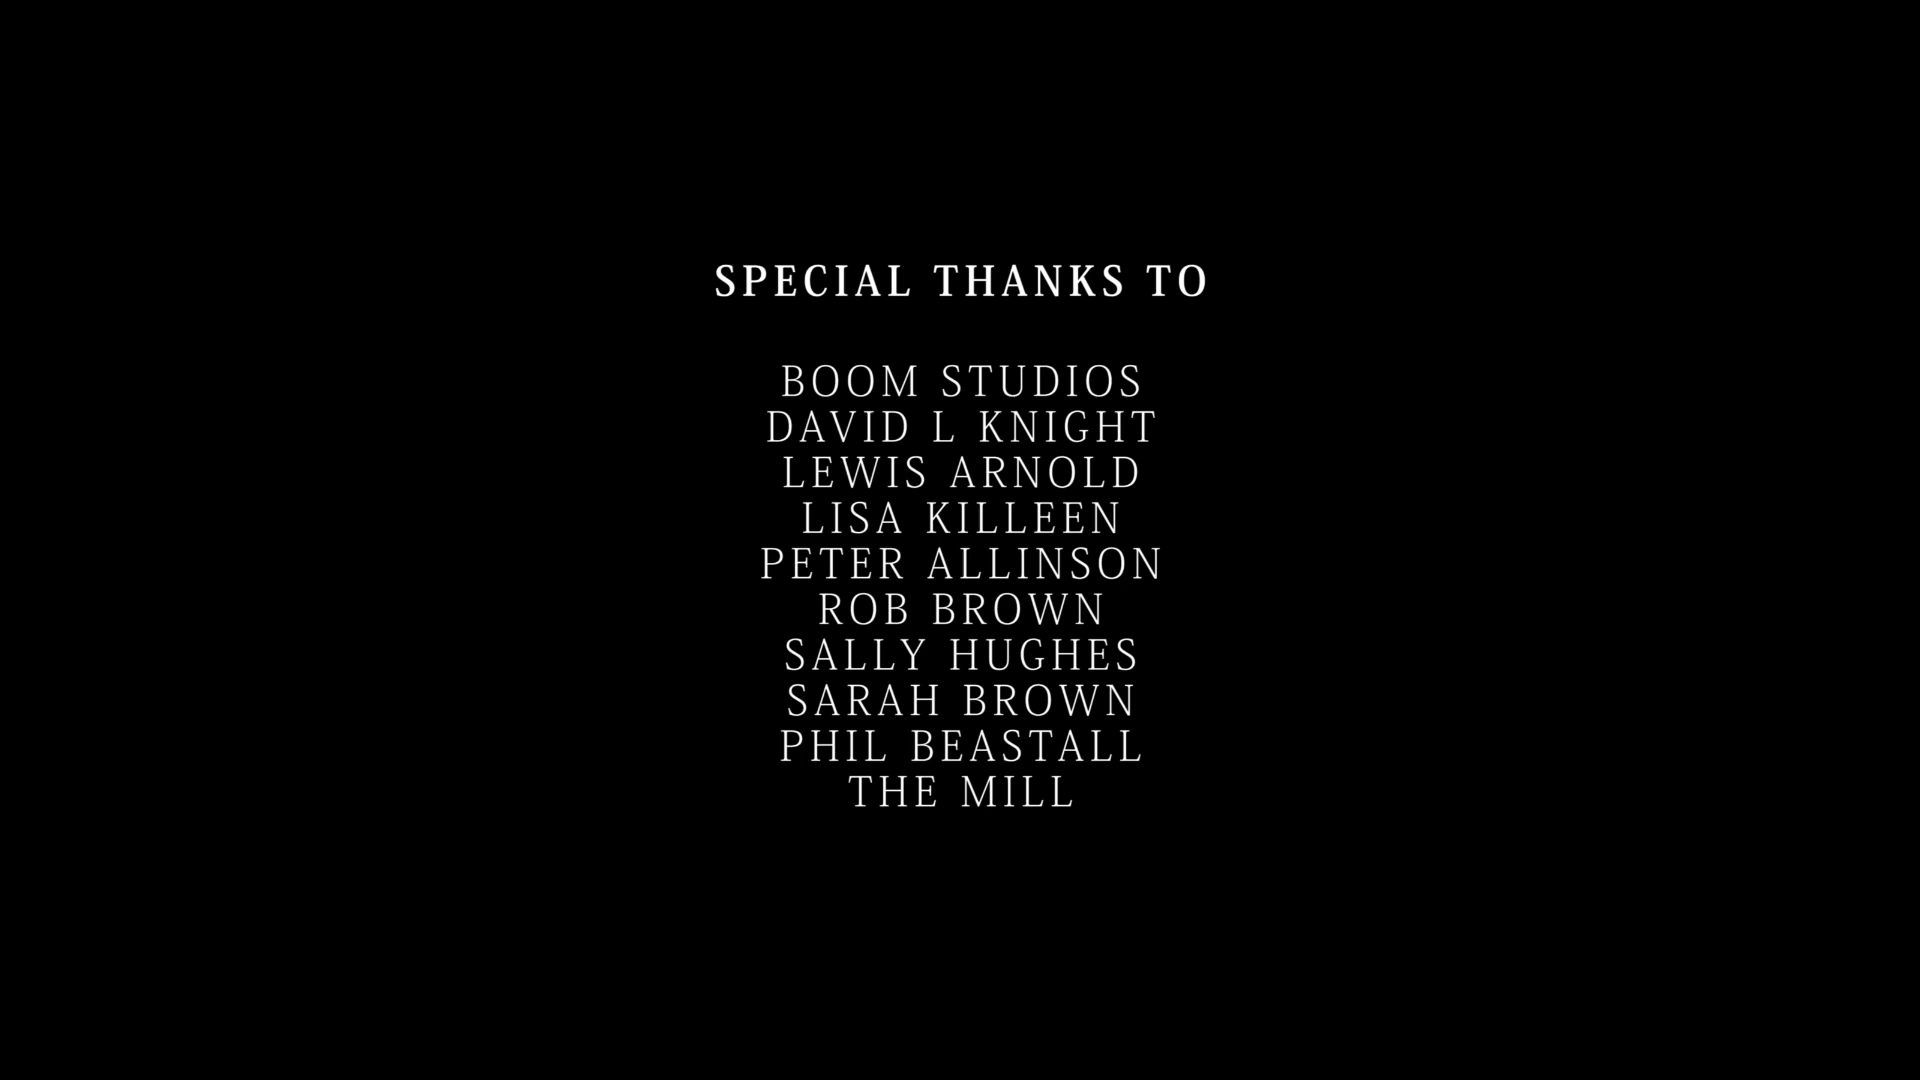 SPECIAL THANKS TO
BOOM STUDIOS
DAVID L KNIGHT
LEWIS ARNOLD
LISA KILLEEN
PETER ALLINSON
ROB BROWN
SALLY HUGHES
SARAH BROWN
PHIL BEASTALL
THE MILL